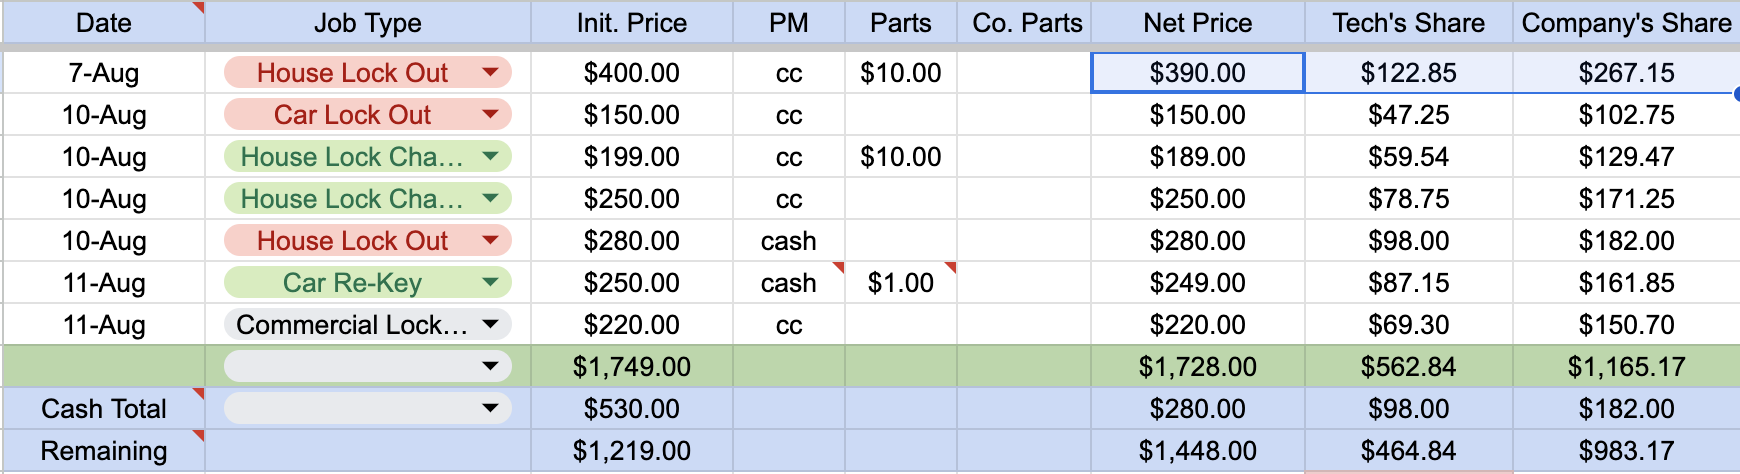 Date Job Type Init. Price PM Parts Co. Parts Net Price Tech's Share Company's Share
7-Aug House Lock Out $400.00 cc $10.00 $390.00 $122.85 $267.15
10-Aug Car Lock Out $150.00 cc $150.00 $47.25 $102.75
10-Aug House Lock Cha... $199.00 cc $10.00 $189.00 $59.54 $129.47
10-Aug House Lock Cha... $250.00 cc $250.00 $78.75 $171.25
10-Aug House Lock Out $280.00 cash $280.00 $98.00 $182.00
11-Aug Car Re-Key $250.00 cash $1.00 $249.00 $87.15 $161.85
11-Aug Commercial Lock... $220.00 cc $220.00 $69.30 $150.70
$1,749.00 $1,728.00 $562.84 $1,165.17
Cash Total $530.00 $280.00 $98.00 $182.00
Remaining $1,219.00 $1,448.00 $464.84 $983.17